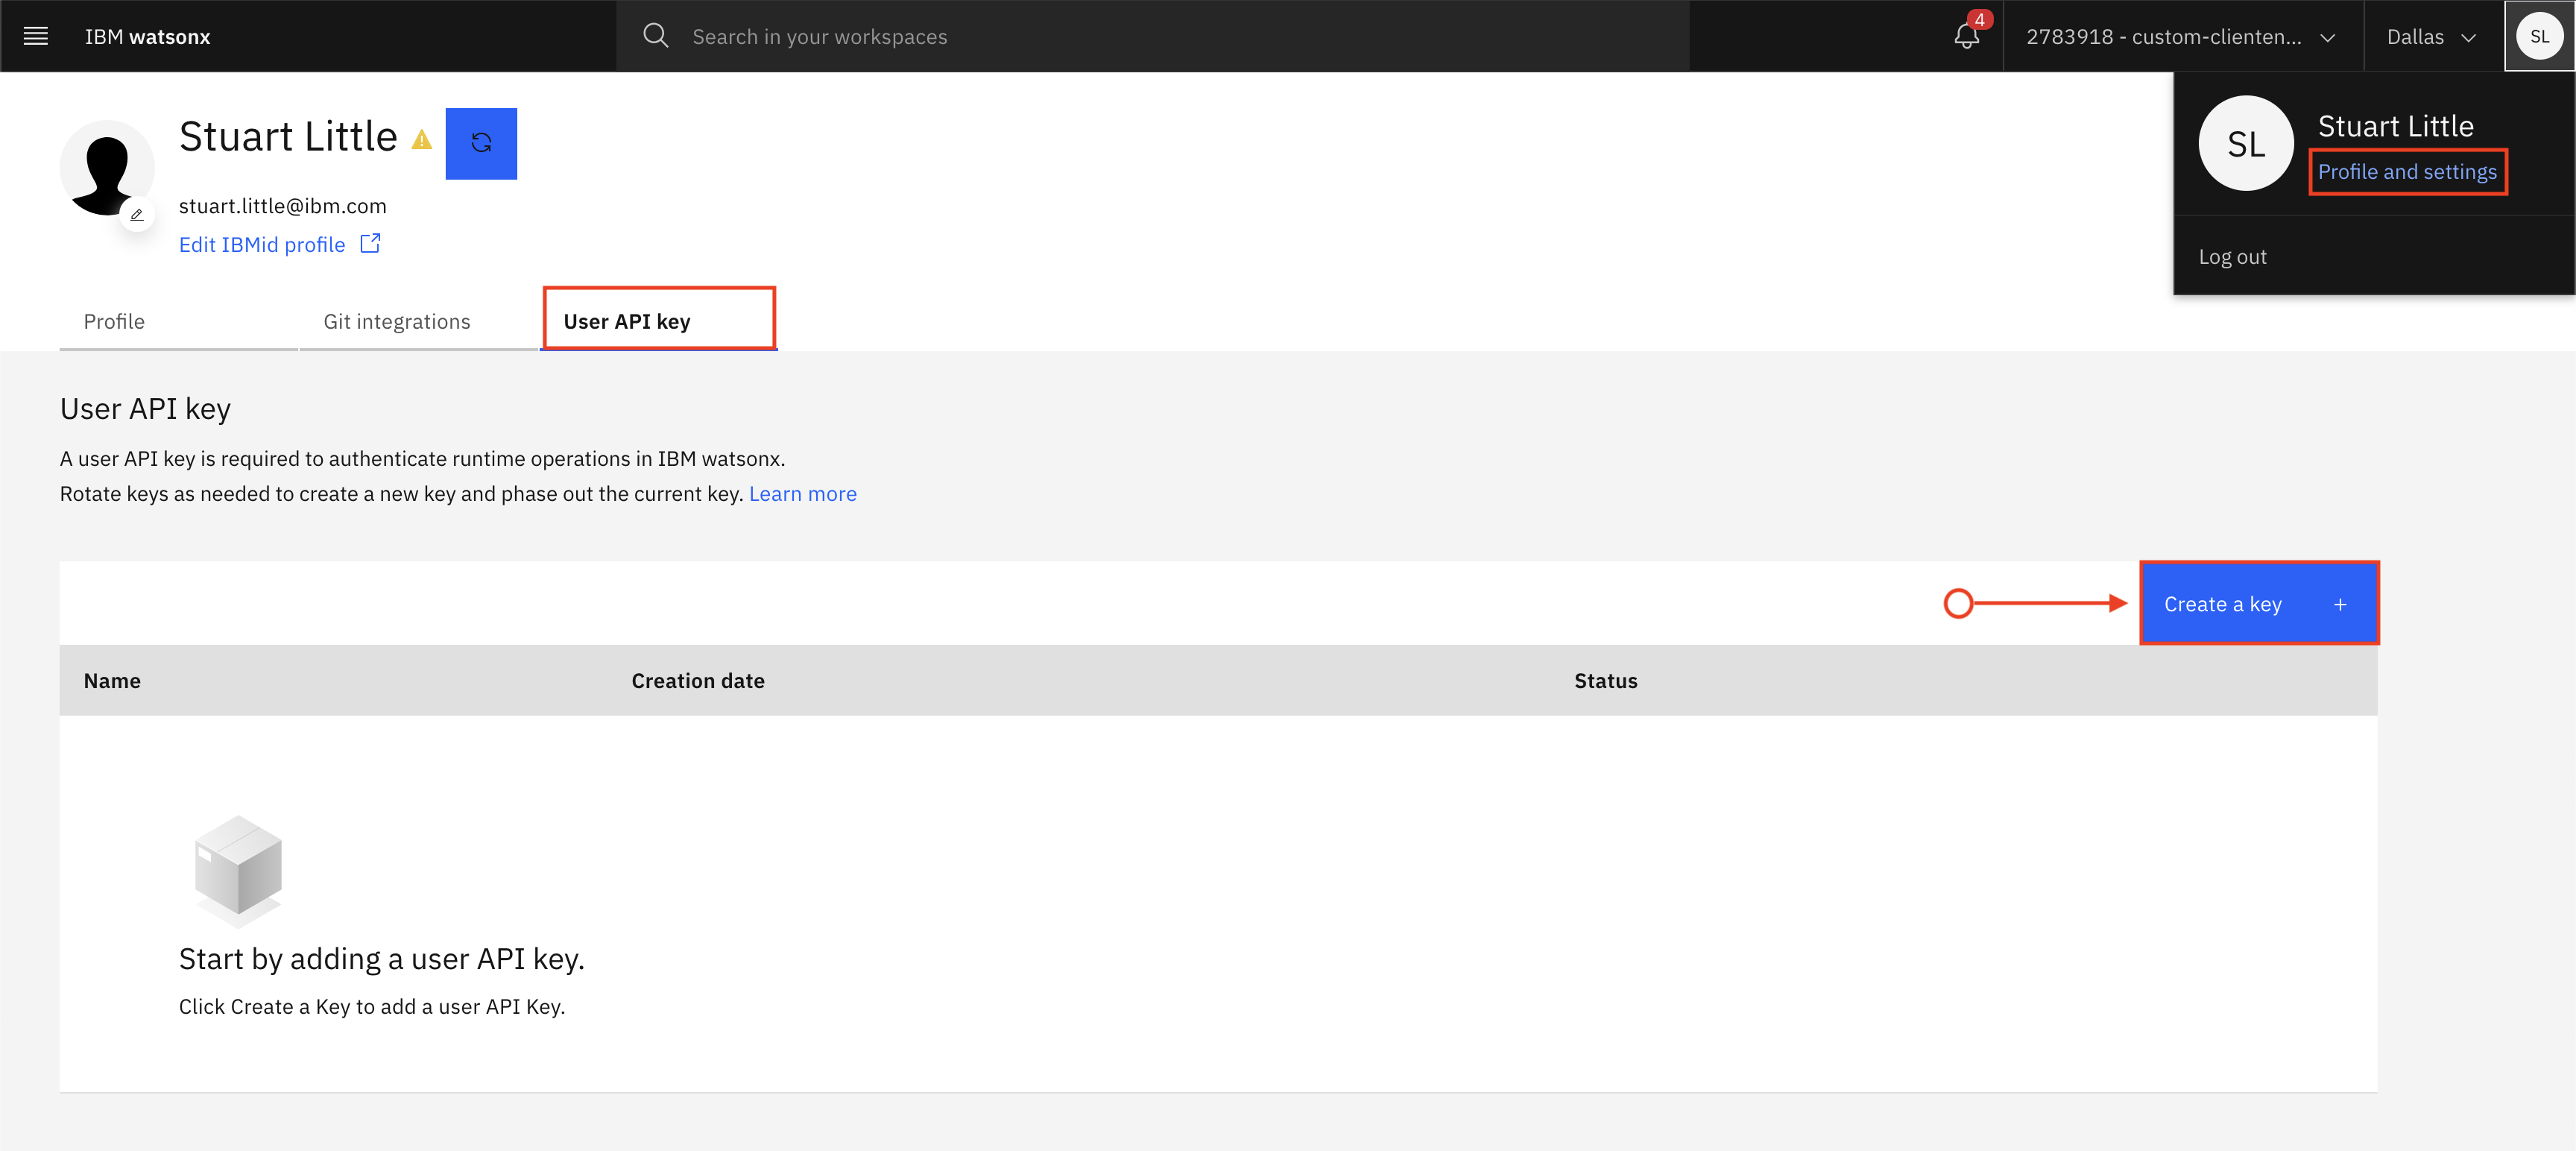 IBM watsonx
Search in your workspaces
4
2783918 - custom-clienten...
Dallas
SL
Stuart Little
stuart.little@ibm.com
Edit IBMid profile
SL
Stuart Little
Profile and settings
Log out
Profile
Git integrations
User API key
User API key
A user API key is required to authenticate runtime operations in IBM watsonx.
Rotate keys as needed to create a new key and phase out the current key. Learn more
Create a key +
Name
Creation date
Status
Start by adding a user API key.
Click Create a Key to add a user API Key.